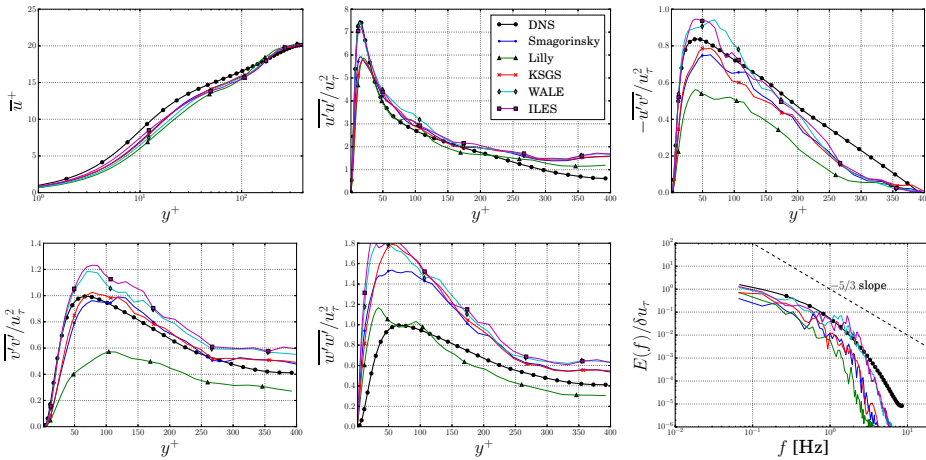 25
20
15
10
5
0
10^0
10^1
10^2
y^+
\overline{u}^+
8
7
6
5
4
3
2
1
0
50 100 150 200 250 300 350 400
y^+
\overline{u'u'}/u_τ^2
DNS
Smagorinsky
Lilly
KSGS
WALE
ILES
1.0
0.8
0.6
0.4
0.2
0.0
50 100 150 200 250 300 350 400
y^+
-\overline{u'v'}/u_τ^2
1.4
1.2
1.0
0.8
0.6
0.4
0.2
0.0
0 50 100 150 200 250 300 350 400
y^+
\overline{v'v'}/u_τ^2
1.8
1.6
1.4
1.2
1.0
0.8
0.6
0.4
0.2
0.0
0 50 100 150 200 250 300 350 400
y^+
\overline{w'w'}/u_τ^2
10^2
10^1
10^0
10^-1
10^-2
10^-3
10^-4
10^-5
10^-6
10^-2
10^-1
10^0
10^1
f [Hz]
E(f)/δu_τ
−5/3 slope